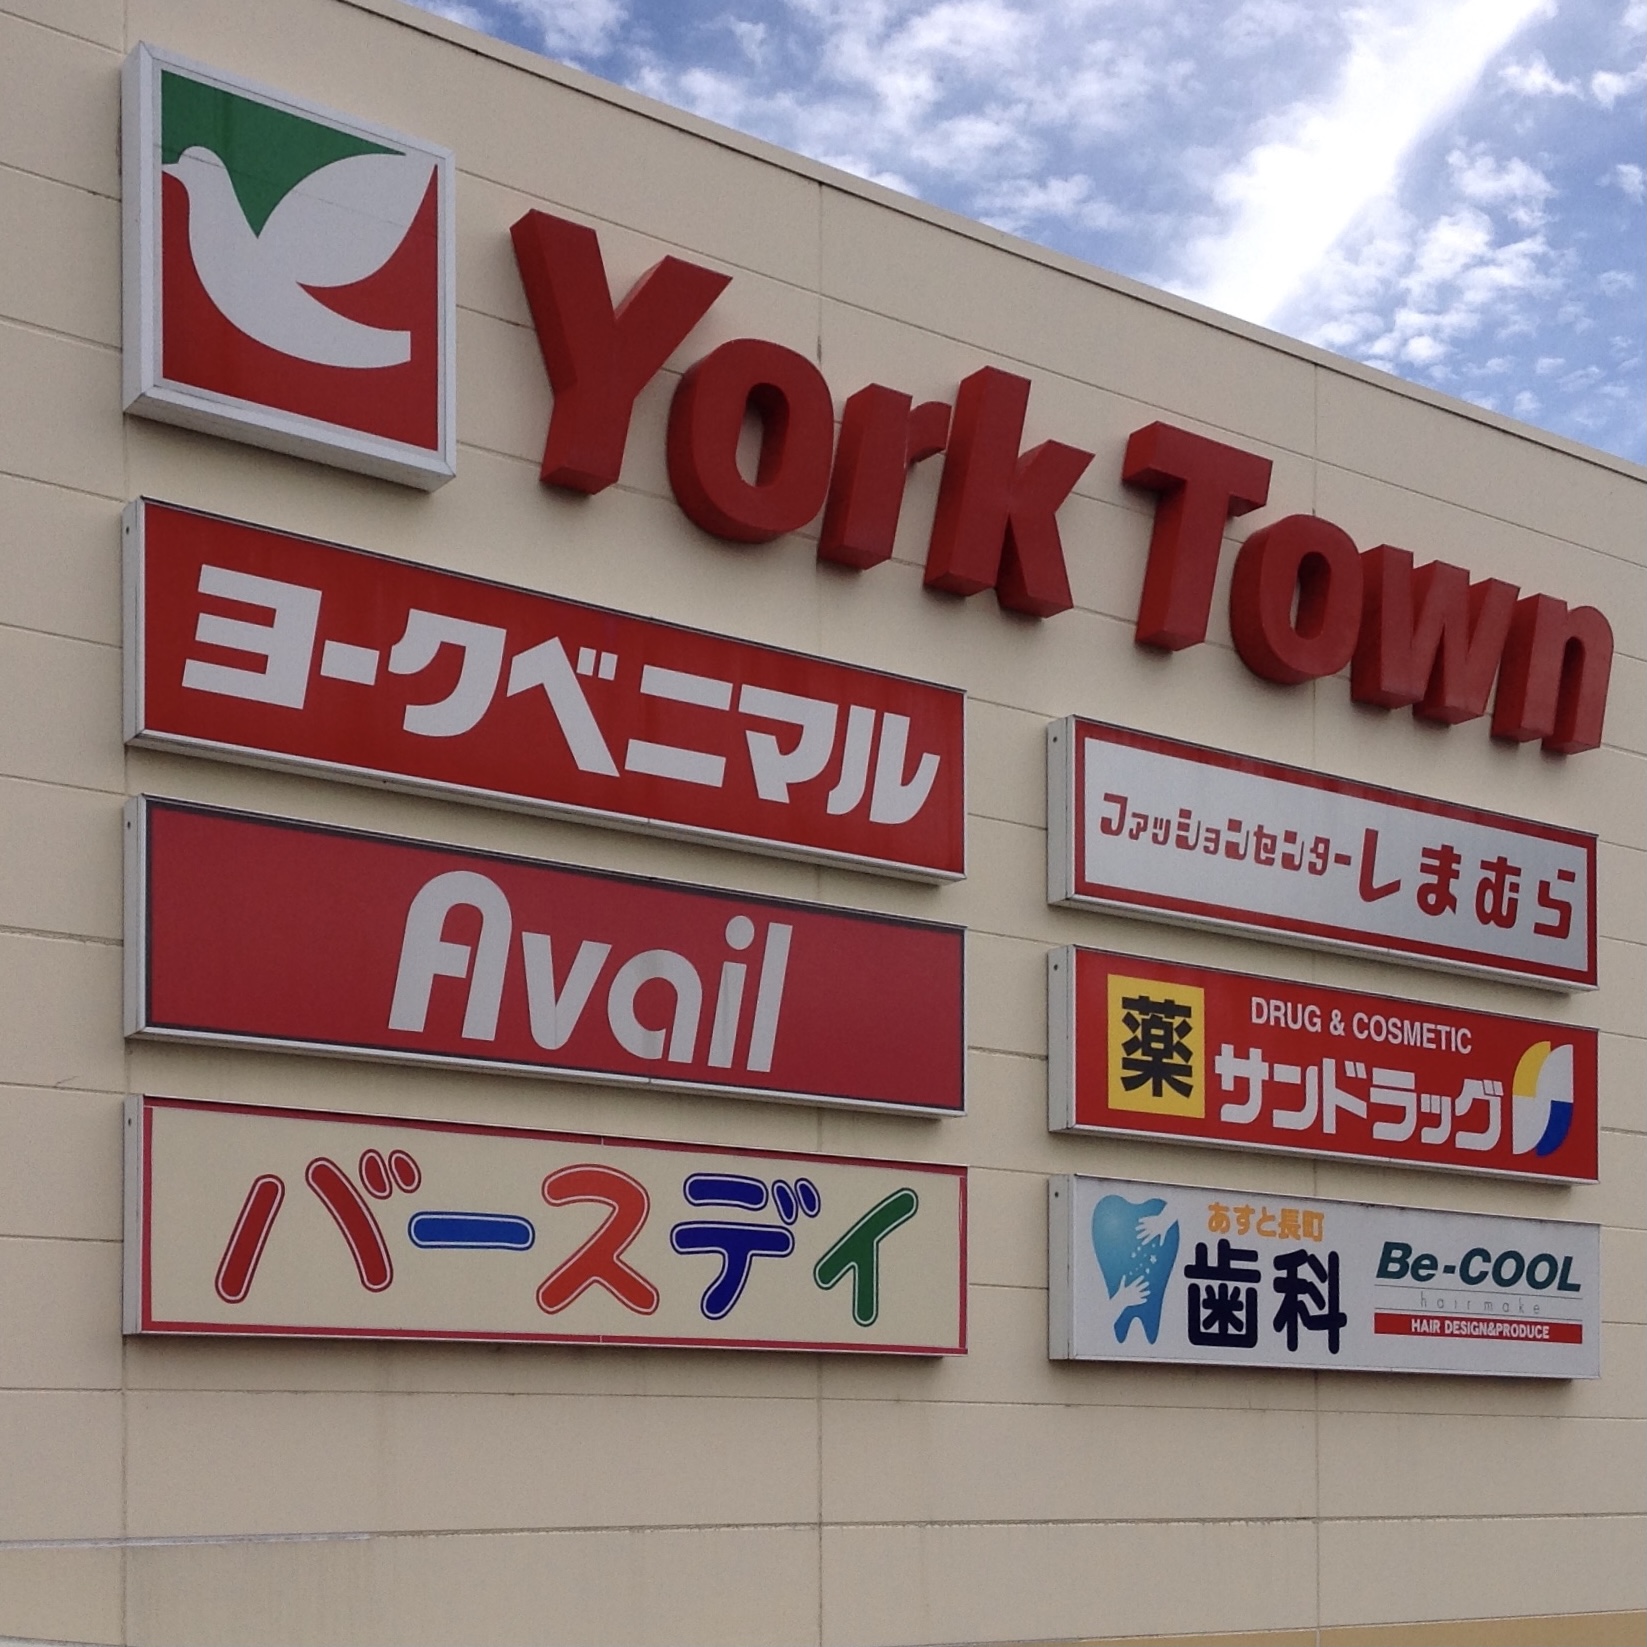 York Town
ヨークベニマル
Avail
バースデイ
ファッションセンターしまむら
薬
DRUG & COSMETIC
サンドラッグ
あすと長町
歯科
Be-COOL
hairmake
HAIR DESIGN&PRODUCE